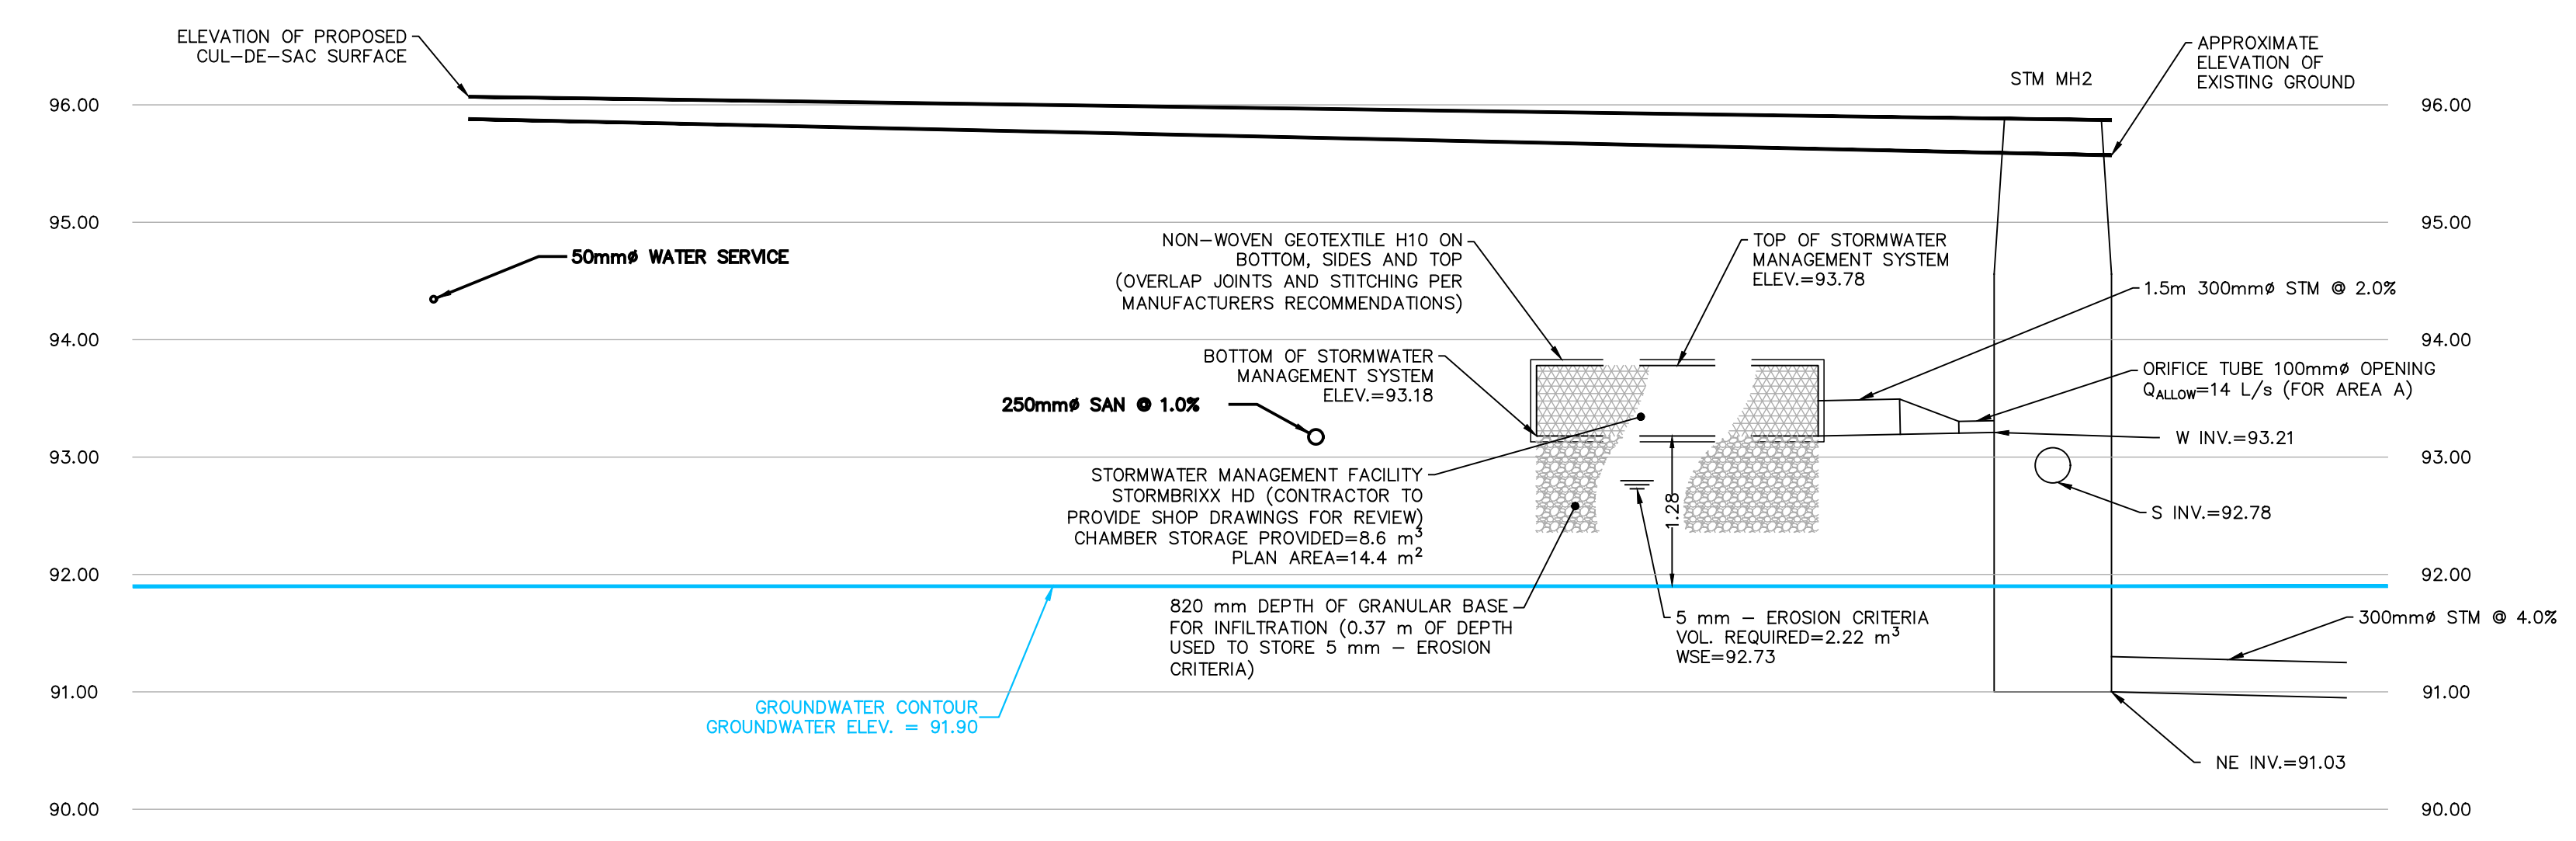 ELEVATION OF PROPOSED
CUL-DE-SAC SURFACE
APPROXIMATE
ELEVATION OF
EXISTING GROUND
STM MH2
96.00
96.00
95.00
95.00
50mmø WATER SERVICE
NON-WOVEN GEOTEXTILE H10 ON
BOTTOM, SIDES AND TOP
(OVERLAP JOINTS AND STITCHING PER
MANUFACTURERS RECOMMENDATIONS)
TOP OF STORMWATER
MANAGEMENT SYSTEM
ELEV.=93.78
1.5m 300mmø STM @ 2.0%
94.00
94.00
BOTTOM OF STORMWATER
MANAGEMENT SYSTEM
ELEV.=93.18
ORIFICE TUBE 100mmø OPENING
QALLOW=14 L/s (FOR AREA A)
250mmø SAN @ 1.0%
W INV.=93.21
93.00
93.00
STORMWATER MANAGEMENT FACILITY
STORMBRIXX HD (CONTRACTOR TO
PROVIDE SHOP DRAWINGS FOR REVIEW)
CHAMBER STORAGE PROVIDED=8.6 m³
PLAN AREA=14.4 m²
1.28
S INV.=92.78
92.00
92.00
820 mm DEPTH OF GRANULAR BASE
FOR INFILTRATION (0.37 m OF DEPTH
USED TO STORE 5 mm - EROSION
CRITERIA)
5 mm - EROSION CRITERIA
VOL. REQUIRED=2.22 m³
WSE=92.73
300mmø STM @ 4.0%
91.00
91.00
GROUNDWATER CONTOUR
GROUNDWATER ELEV. = 91.90
NE INV.=91.03
90.00
90.00